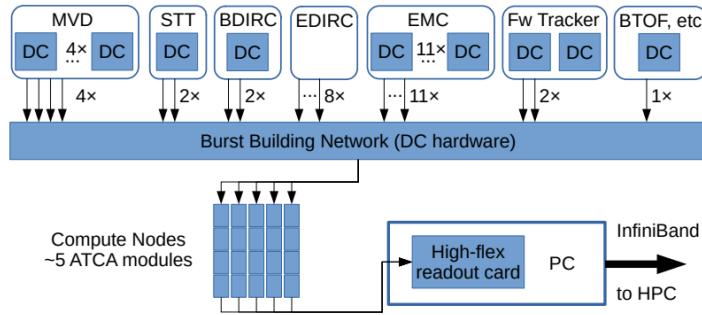 MVD
STT
BDIRC
EDIRC
EMC
Fw Tracker
BTOF, etc
DC 4× ... DC
DC
DC
DC 11× ... DC
DC DC
DC
4×
2×
2×
... 8×
... 11×
2×
1×
Burst Building Network (DC hardware)
Compute Nodes
~5 ATCA modules
High-flex
readout card
PC
InfiniBand
to HPC